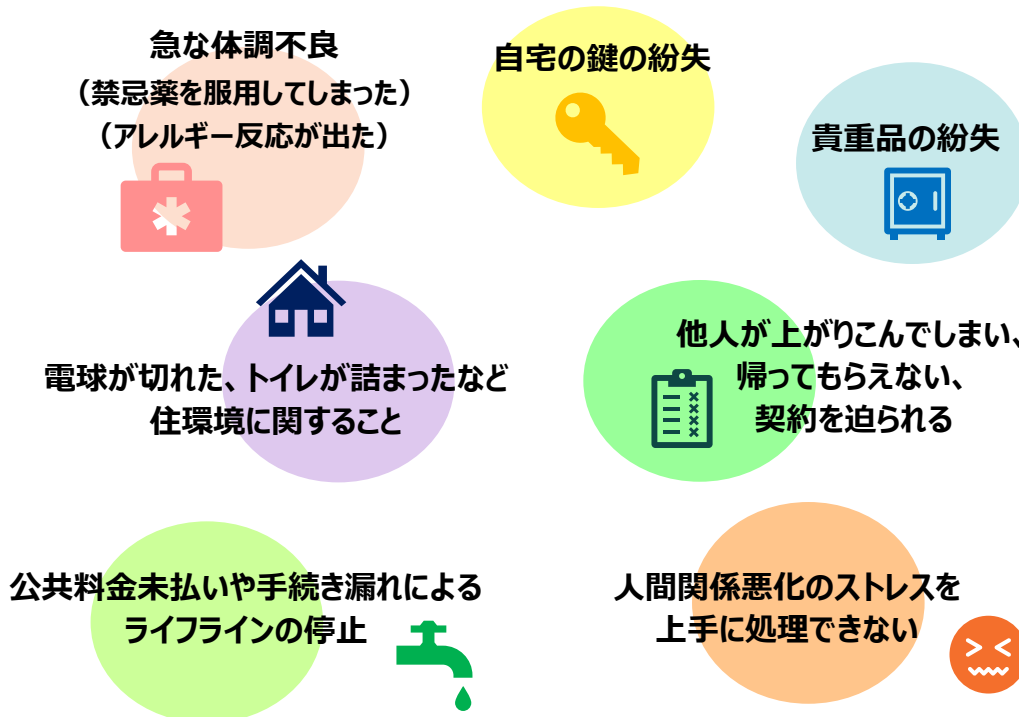 急な体調不良
（禁忌薬を服用してしまった）
（アレルギー反応が出た）
自宅の鍵の紛失
貴重品の紛失
電球が切れた、トイレが詰まったなど
住環境に関すること
他人が上がりこんでしまい、
帰ってもらえない、
契約を迫られる
公共料金未払いや手続き漏れによる
ライフラインの停止
人間関係悪化のストレスを
上手に処理できない